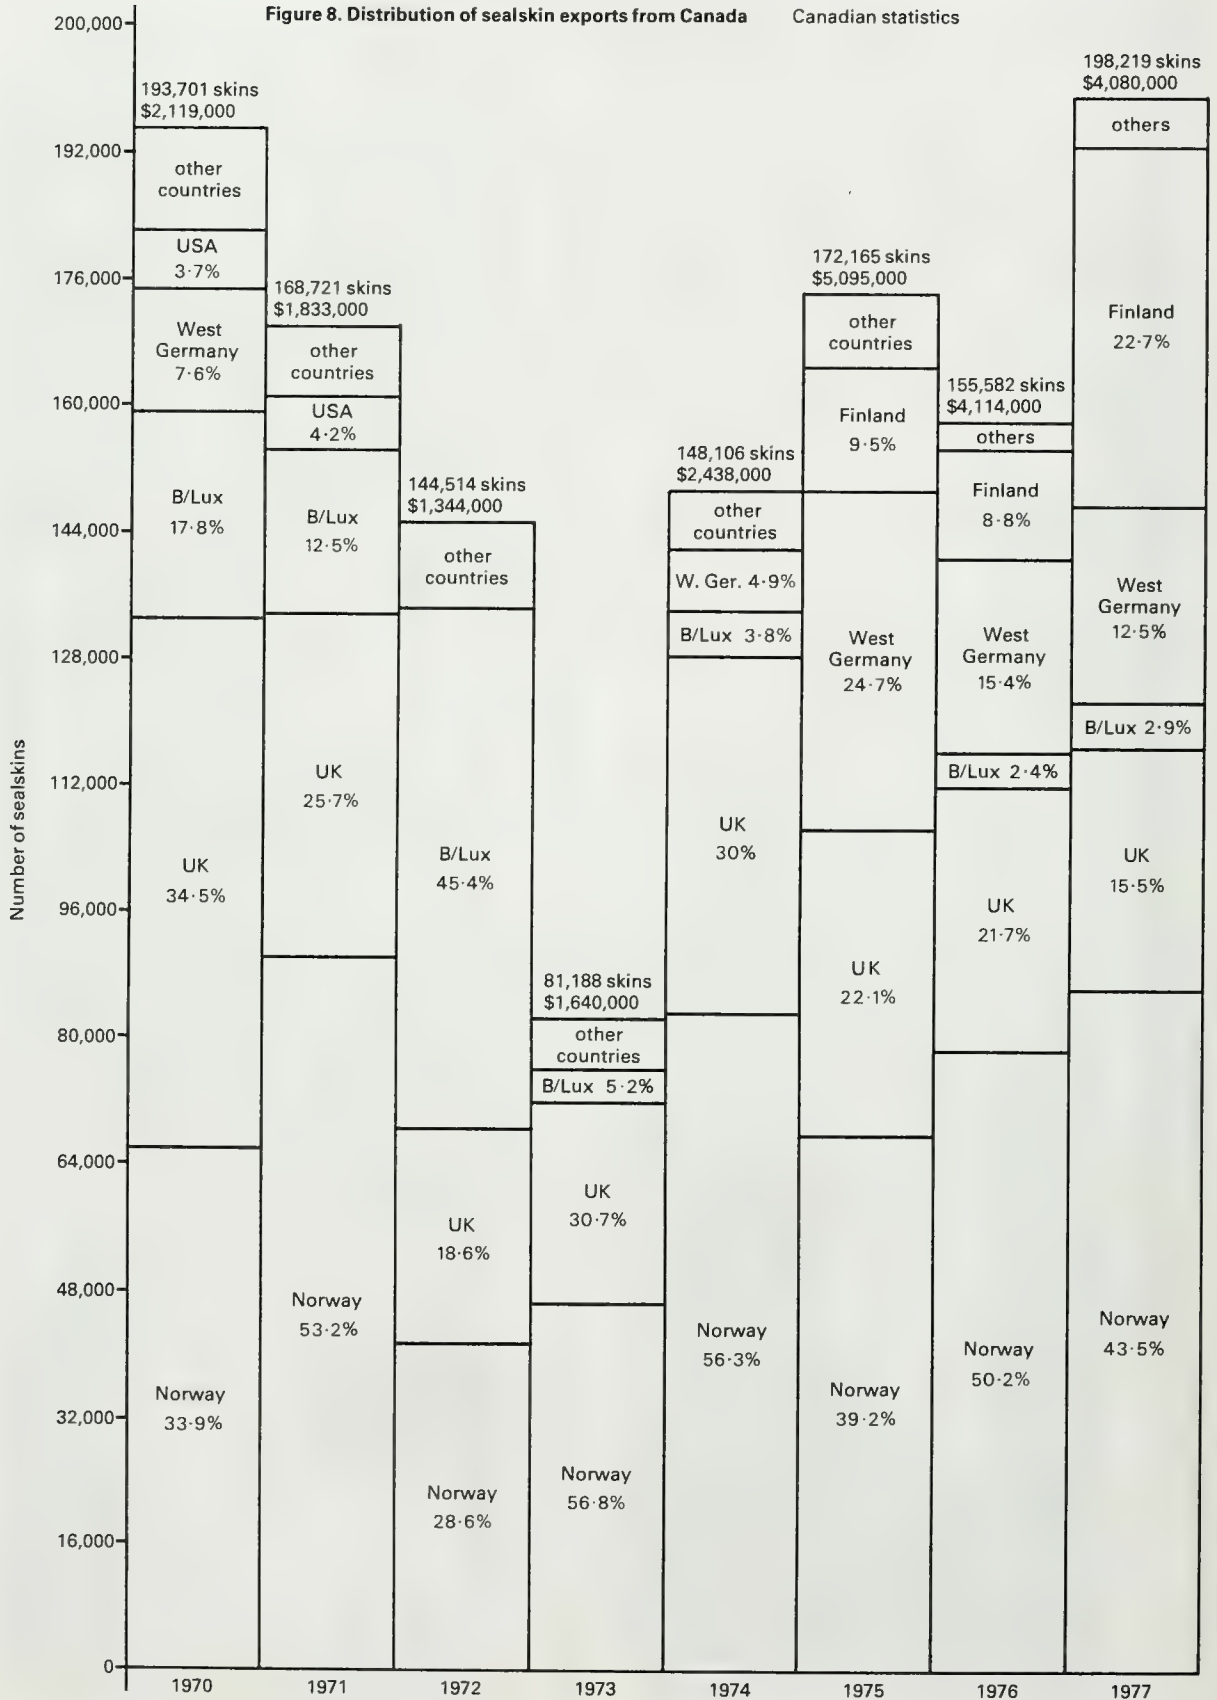 Figure 8. Distribution of sealskin exports from Canada Canadian statistics
Number of sealskins
200,000
192,000
176,000
160,000
144,000
128,000
112,000
96,000
80,000
64,000
48,000
32,000
16,000
0
193,701 skins
$2,119,000
other
countries
USA
3·7%
West
Germany
7·6%
B/Lux
17·8%
UK
34·5%
Norway
33·9%
1970
168,721 skins
$1,833,000
other
countries
USA
4·2%
B/Lux
12·5%
UK
25·7%
Norway
53·2%
1971
144,514 skins
$1,344,000
other
countries
B/Lux
45·4%
UK
18·6%
Norway
28·6%
1972
81,188 skins
$1,640,000
other
countries
B/Lux 5·2%
UK
30·7%
Norway
56·8%
1973
148,106 skins
$2,438,000
other
countries
W. Ger. 4·9%
B/Lux 3·8%
UK
30%
Norway
56·3%
1974
172,165 skins
$5,095,000
other
countries
Finland
9·5%
West
Germany
24·7%
UK
22·1%
Norway
39·2%
1975
155,582 skins
$4,114,000
others
Finland
8·8%
West
Germany
15·4%
B/Lux 2·4%
UK
21·7%
Norway
50·2%
1976
198,219 skins
$4,080,000
others
Finland
22·7%
West
Germany
12·5%
B/Lux 2·9%
UK
15·5%
Norway
43·5%
1977